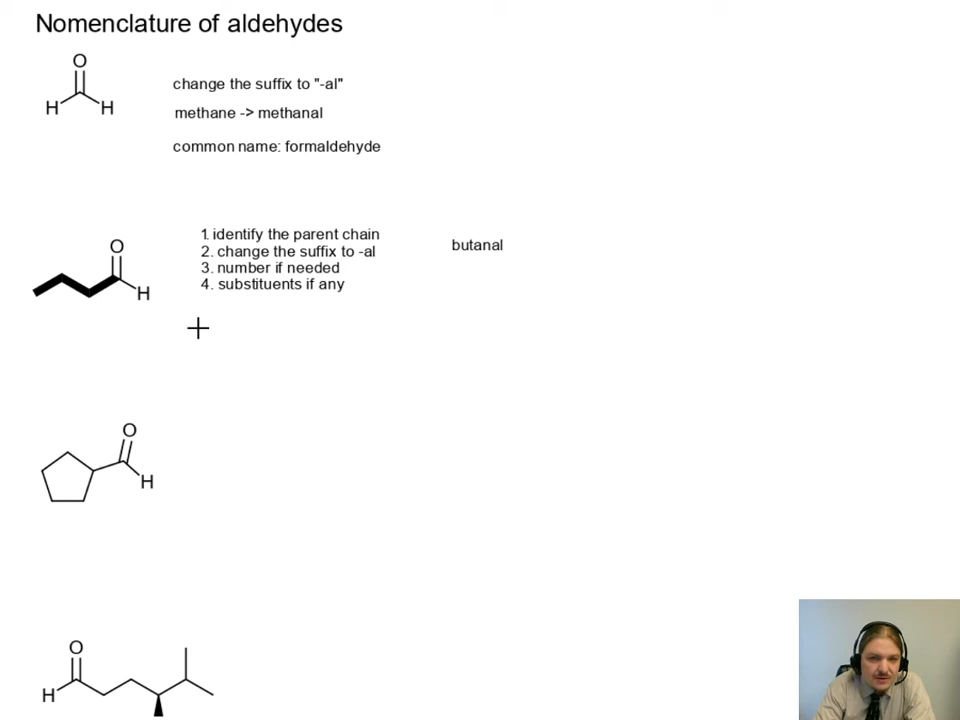 Nomenclature of aldehydes
O
H H
change the suffix to "-al"
methane -> methanal
common name: formaldehyde
O
H
1. identify the parent chain
2. change the suffix to -al
3. number if needed
4. substituents if any
butanal
O
H
O
H